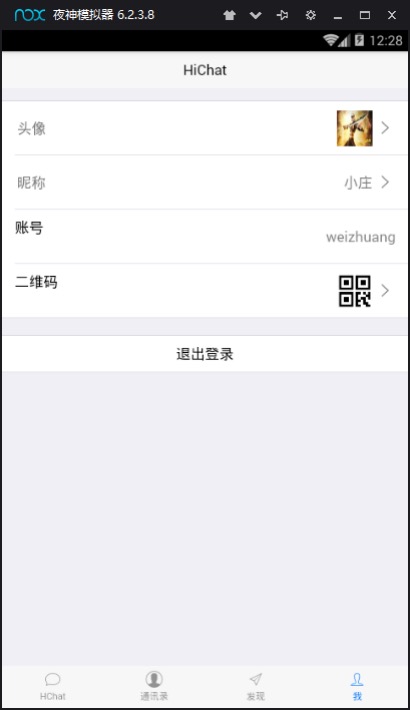 nox 夜神模拟器 6.2.3.8
12:28
HiChat
头像
昵称 小庄
账号 weizhuang
二维码
退出登录
HChat 通讯录 发现 我